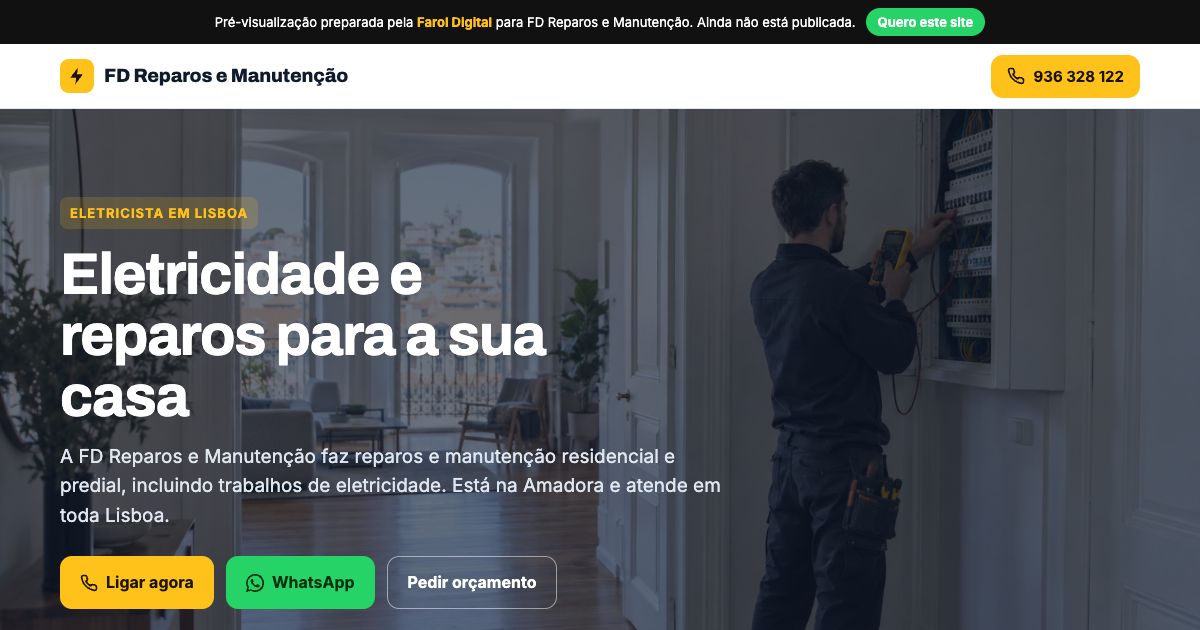 Pré-visualização preparada pela Farol Digital para FD Reparos e Manutenção. Ainda não está publicada. Quero este site
FD Reparos e Manutenção
936 328 122
ELETRICISTA EM LISBOA
Eletricidade e
reparos para a sua
casa
A FD Reparos e Manutenção faz reparos e manutenção residencial e
predial, incluindo trabalhos de eletricidade. Está na Amadora e atende em
toda Lisboa.
Ligar agora
WhatsApp
Pedir orçamento